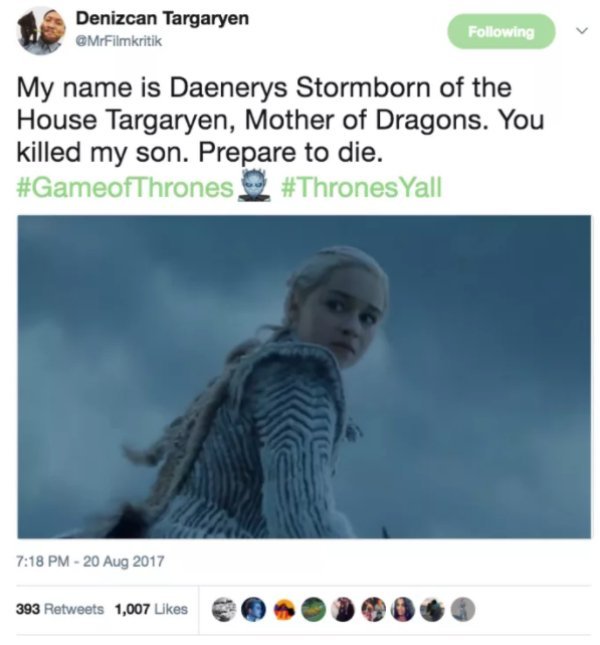 Denizcan Targaryen
@MrFilmkritik
Following
My name is Daenerys Stormborn of the
House Targaryen, Mother of Dragons. You
killed my son. Prepare to die.
#GameofThrones #ThronesYall
7:18 PM - 20 Aug 2017
393 Retweets 1,007 Likes